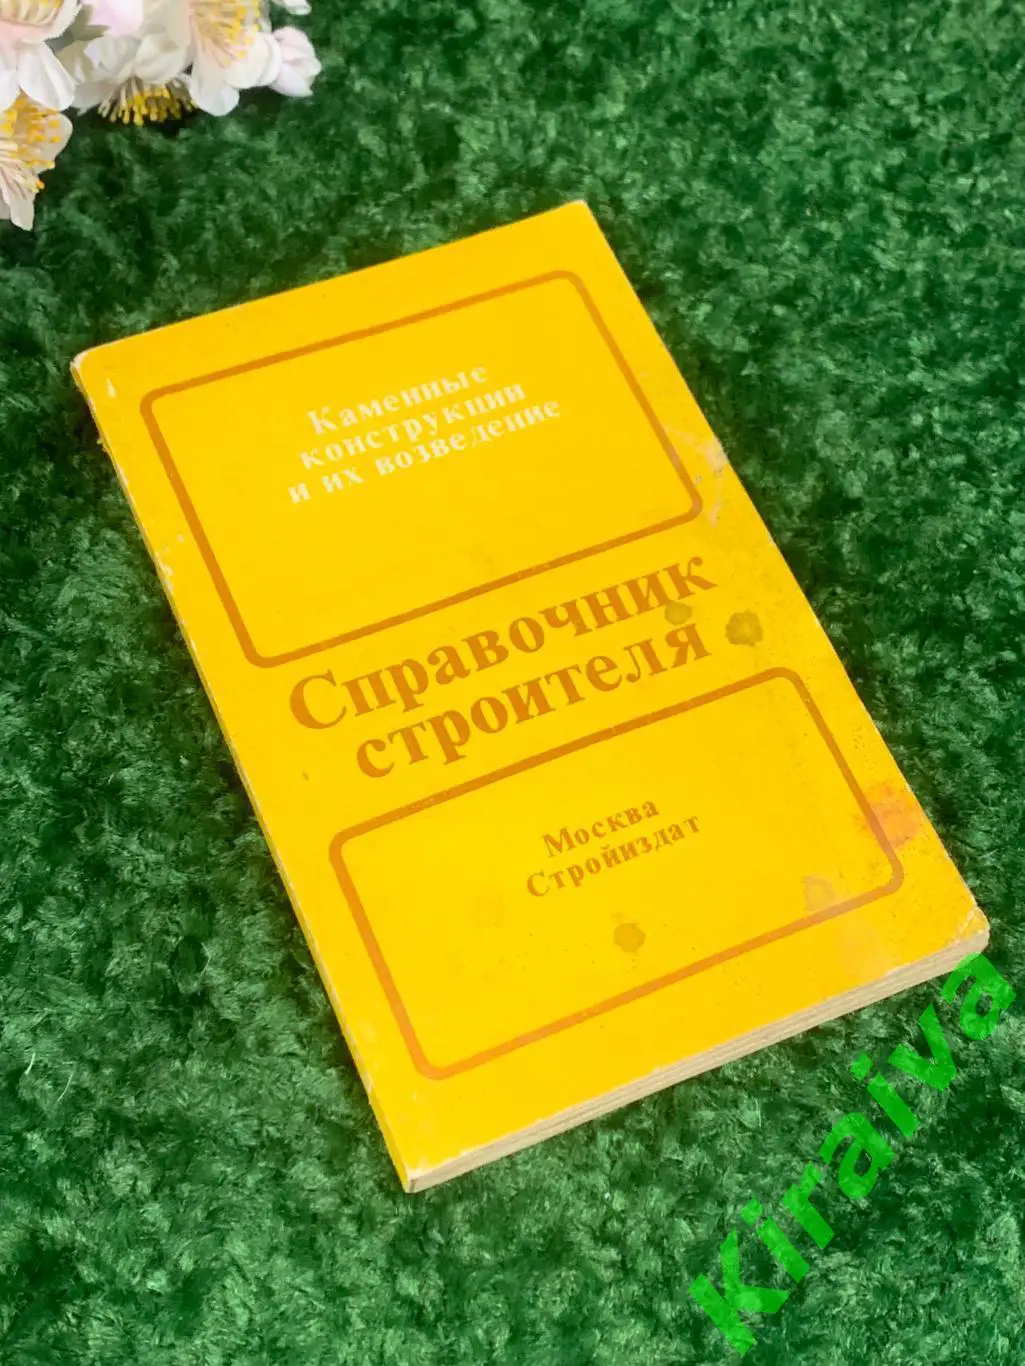 Каменные
конструкции
и их возведение
Справочник
строителя
Москва
Стройиздат
Kiraiva